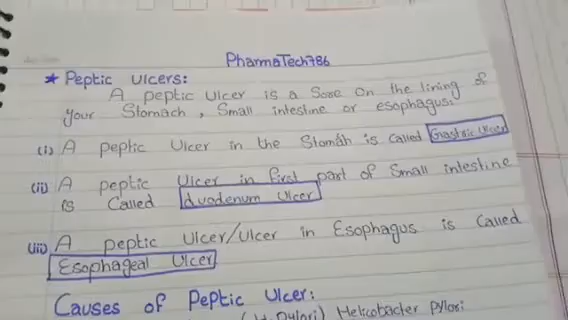 PharmaTech786
* Peptic Ulcers:
A peptic Ulcer is a Sore On the lining of
your Stomach, Small intestine or esophagus.
(i) A peptic Ulcer in the Stomach is called Gastric Ulcer
(ii) A peptic Ulcer in first part of Small intestine
is Called duodenum Ulcer
(iii) A peptic Ulcer/Ulcer in Esophagus is Called
Esophageal Ulcer
Causes of Peptic Ulcer:
(H. pylori) Helicobacter pylori